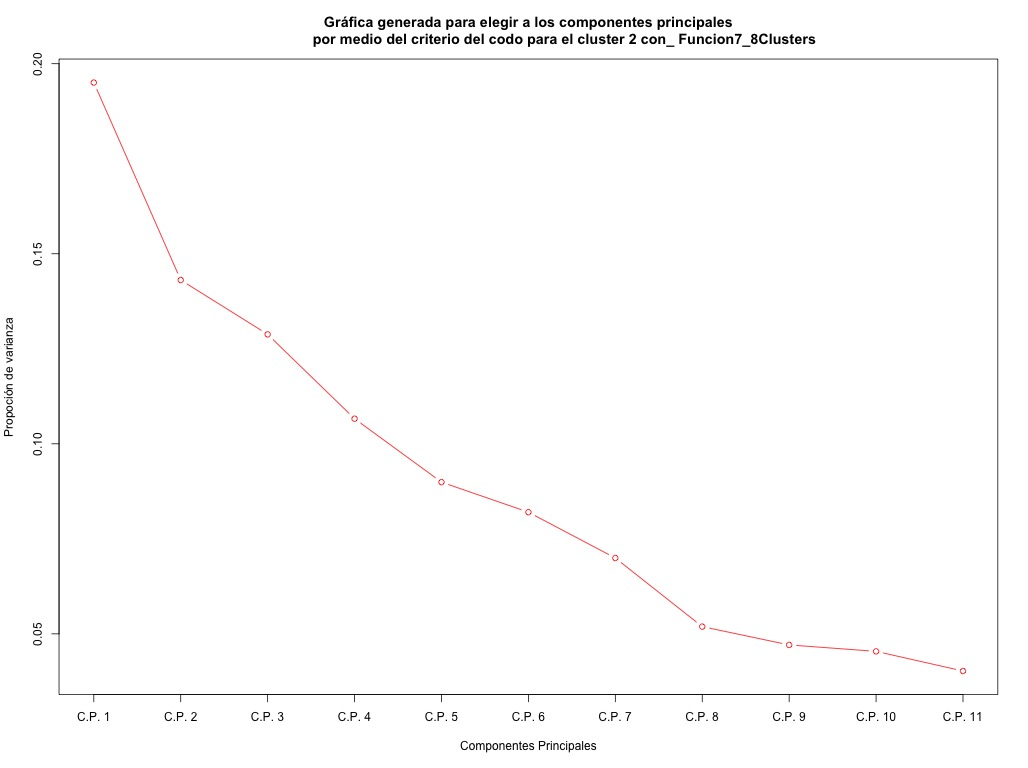 Gráfica generada para elegir a los componentes principales
por medio del criterio del codo para el cluster 2 con_ Funcion7_8Clusters
0.20
0.15
0.10
0.05
Propoción de varianza
C.P. 1 C.P. 2 C.P. 3 C.P. 4 C.P. 5 C.P. 6 C.P. 7 C.P. 8 C.P. 9 C.P. 10 C.P. 11
Componentes Principales